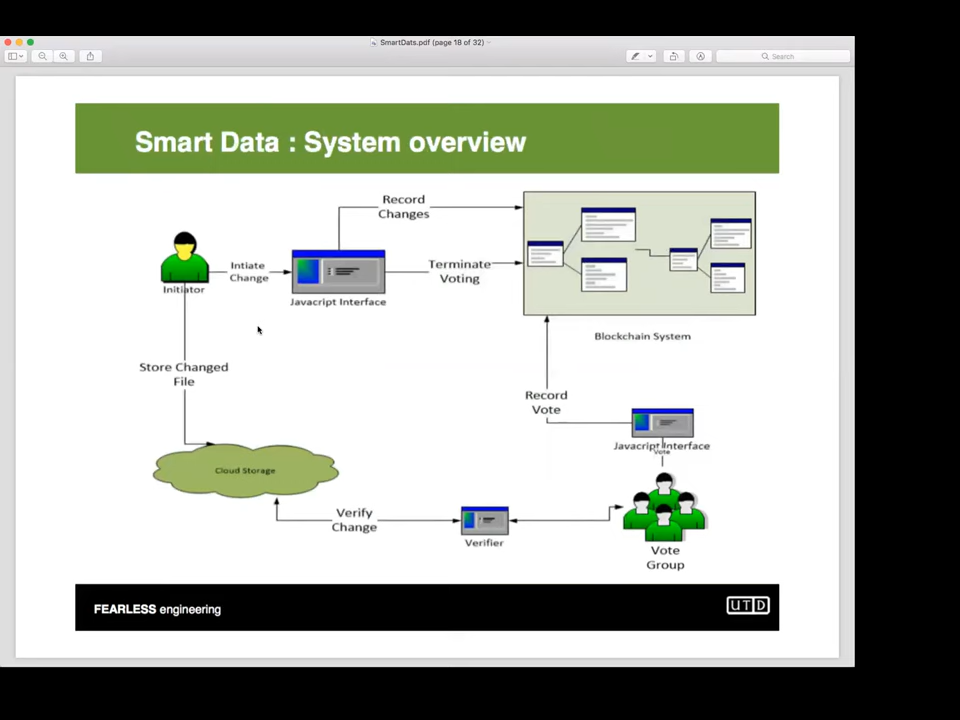 SmartDats.pdf (page 18 of 32)
Search
Smart Data : System overview
Record
Changes
Intiate
Change
Terminate
Voting
Initiator
Javacript Interface
Blockchain System
Store Changed
File
Record
Vote
Javacript Interface
Vote
Cloud Storage
Verify
Change
Verifier
Vote
Group
FEARLESS engineering
UTD